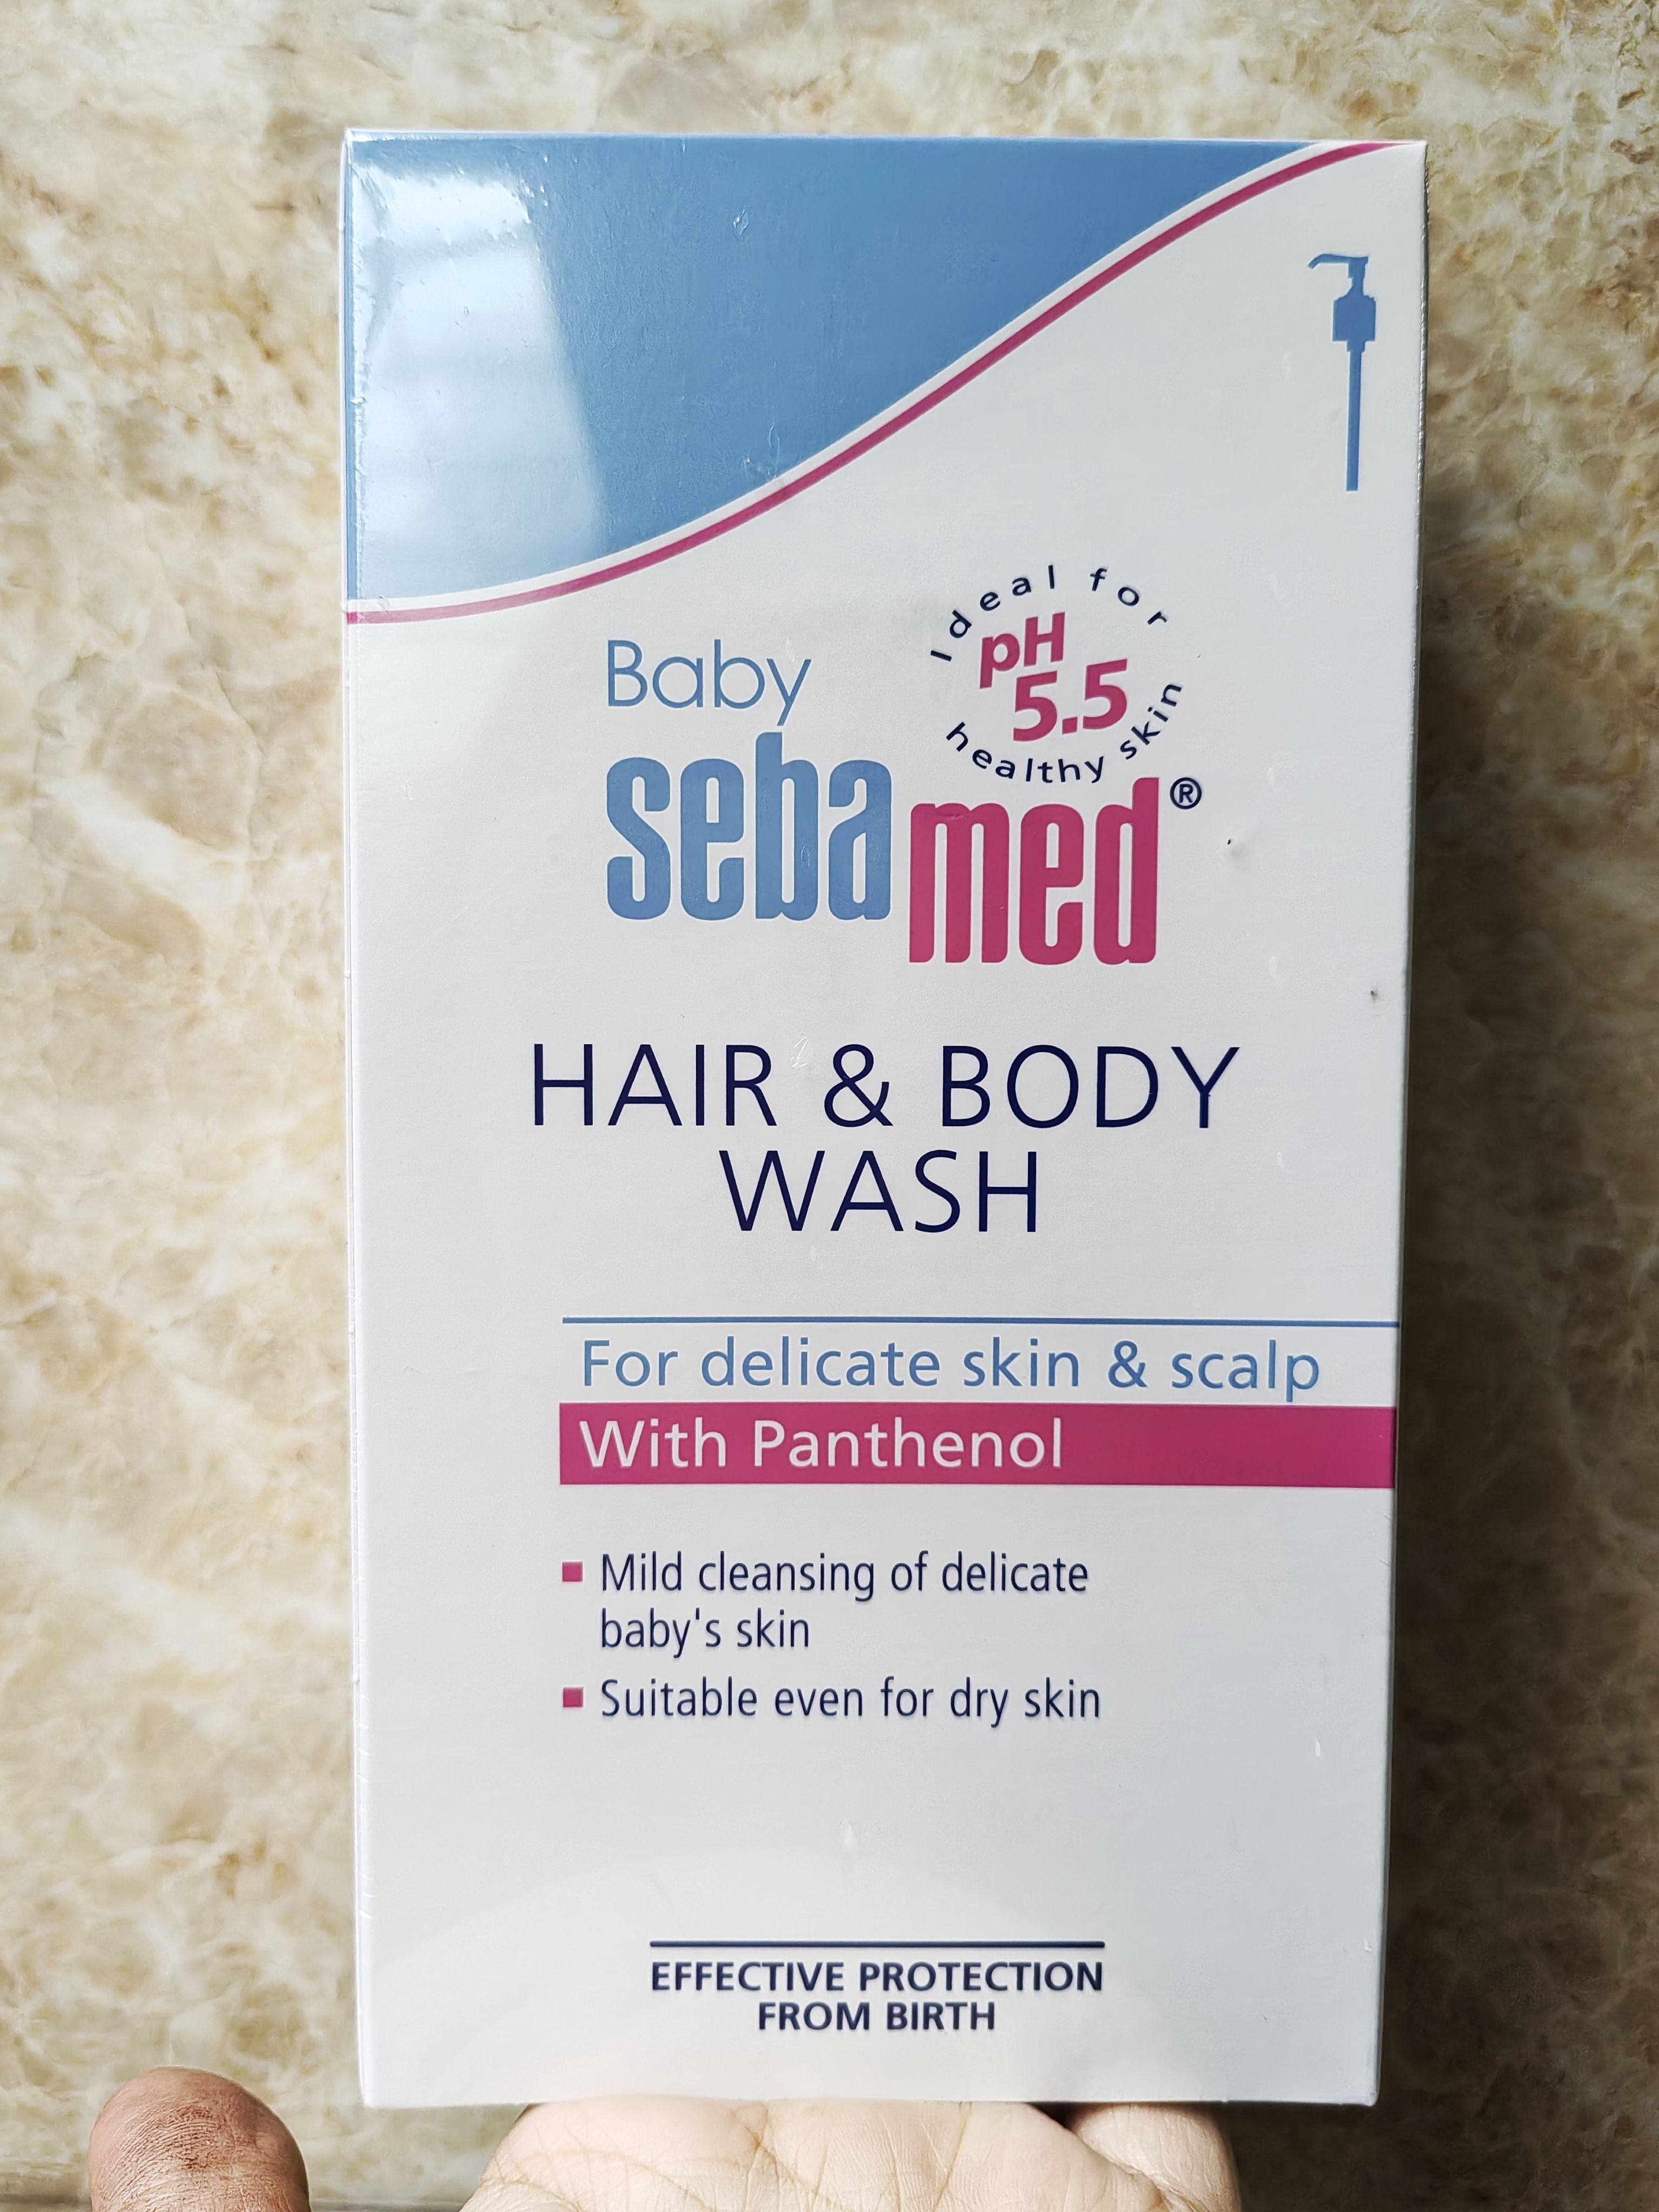 Baby
Ideal for
pH
5.5
healthy skin
sebamed®
HAIR & BODY
WASH
For delicate skin & scalp
With Panthenol
Mild cleansing of delicate
baby's skin
Suitable even for dry skin
EFFECTIVE PROTECTION
FROM BIRTH